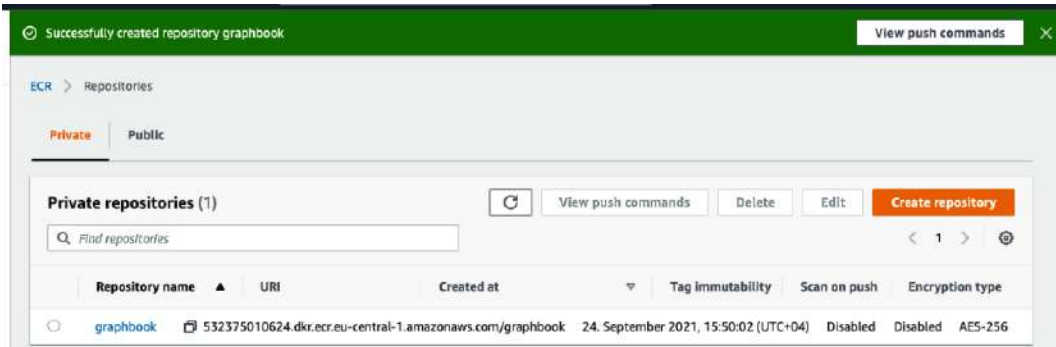 Successfully created repository graphbook View push commands
ECR > Repositories
Private Public
Private repositories (1) View push commands Delete Edit Create repository
Find repositories < 1 >
Repository name ▲ URI Created at ▽ Tag immutability Scan on push Encryption type
graphbook 532375010624.dkr.ecr.eu-central-1.amazonaws.com/graphbook 24. September 2021, 15:50:02 (UTC+04) Disabled Disabled AES-256